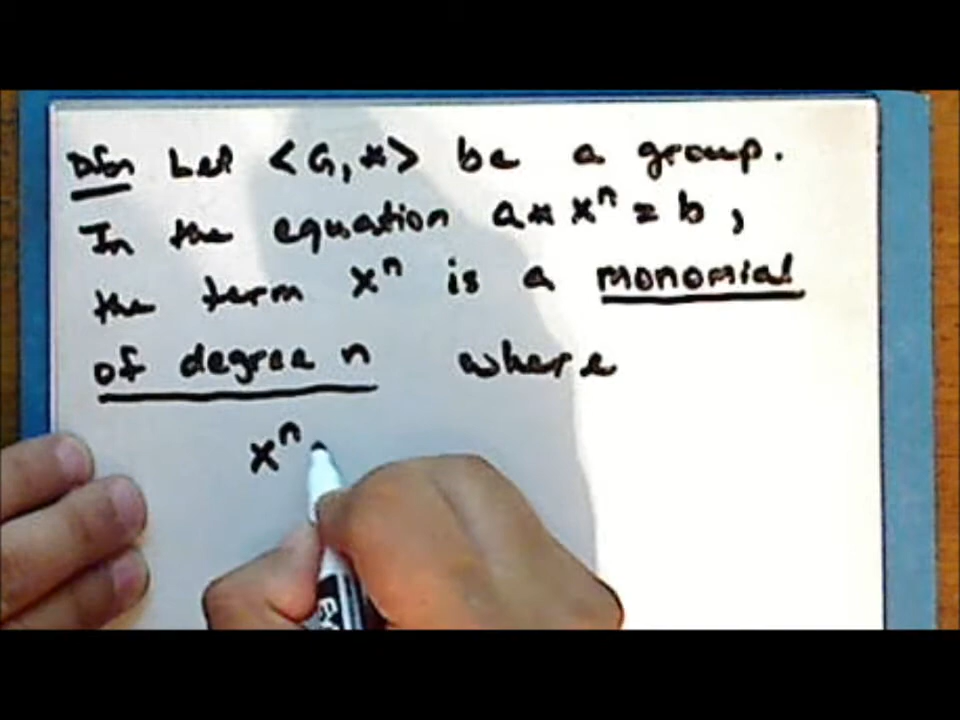 Dfn Let <G, *> be a group.
In the equation a * xⁿ = b,
the term xⁿ is a monomial
of degree n where
xⁿ